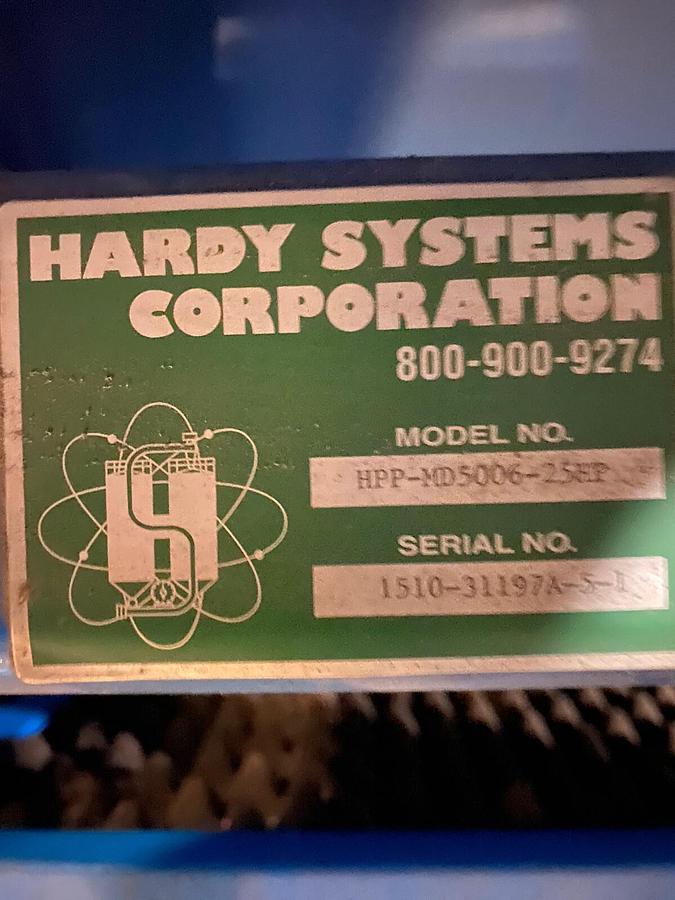 HARDY SYSTEMS
CORPORATION
800-900-9274
MODEL NO.
HPP-MD5006-25HP
SERIAL NO.
1510-31197A-5-1